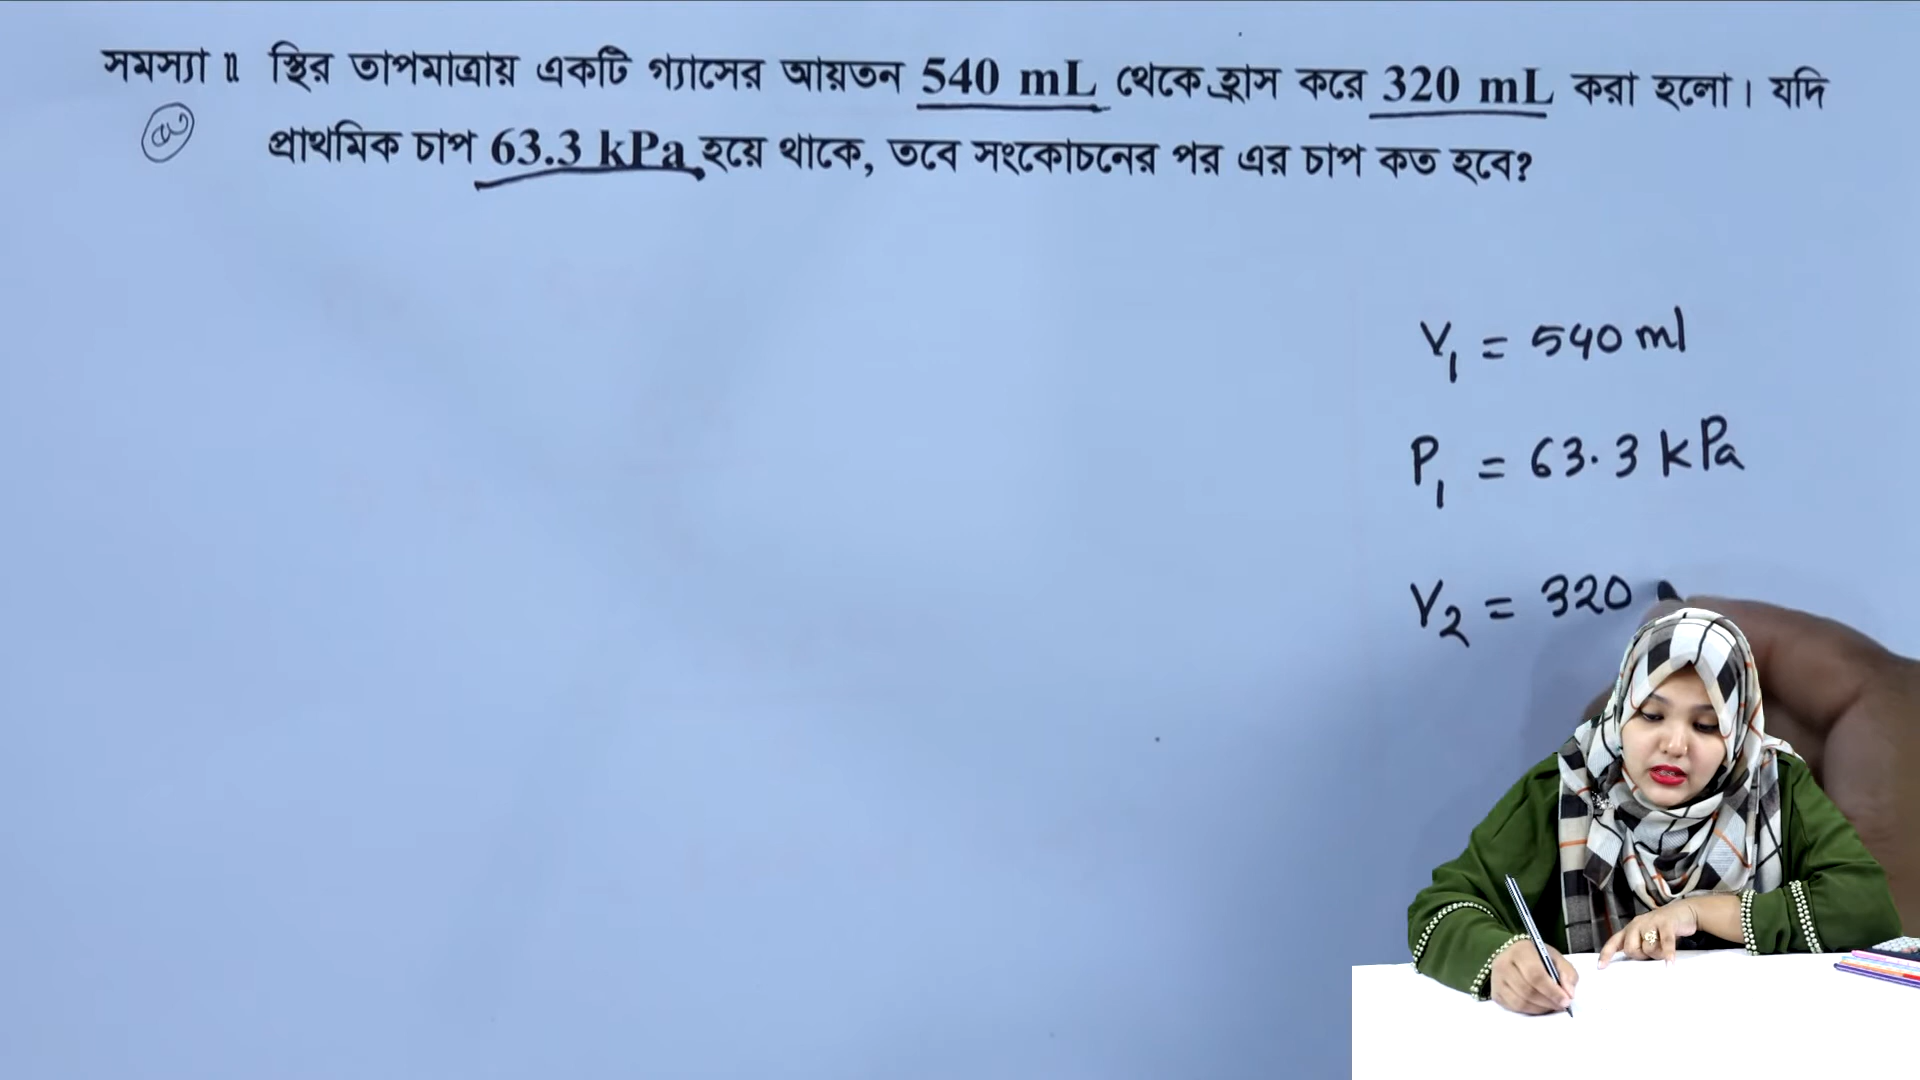 সমস্যা ॥ স্থির তাপমাত্রায় একটি গ্যাসের আয়তন 540 mL থেকে হ্রাস করে 320 mL করা হলো। যদি
প্রাথমিক চাপ 63.3 kPa হয়ে থাকে, তবে সংকোচনের পর এর চাপ কত হবে?
V₁ = 540 ml
P₁ = 63.3 kPa
V₂ = 320